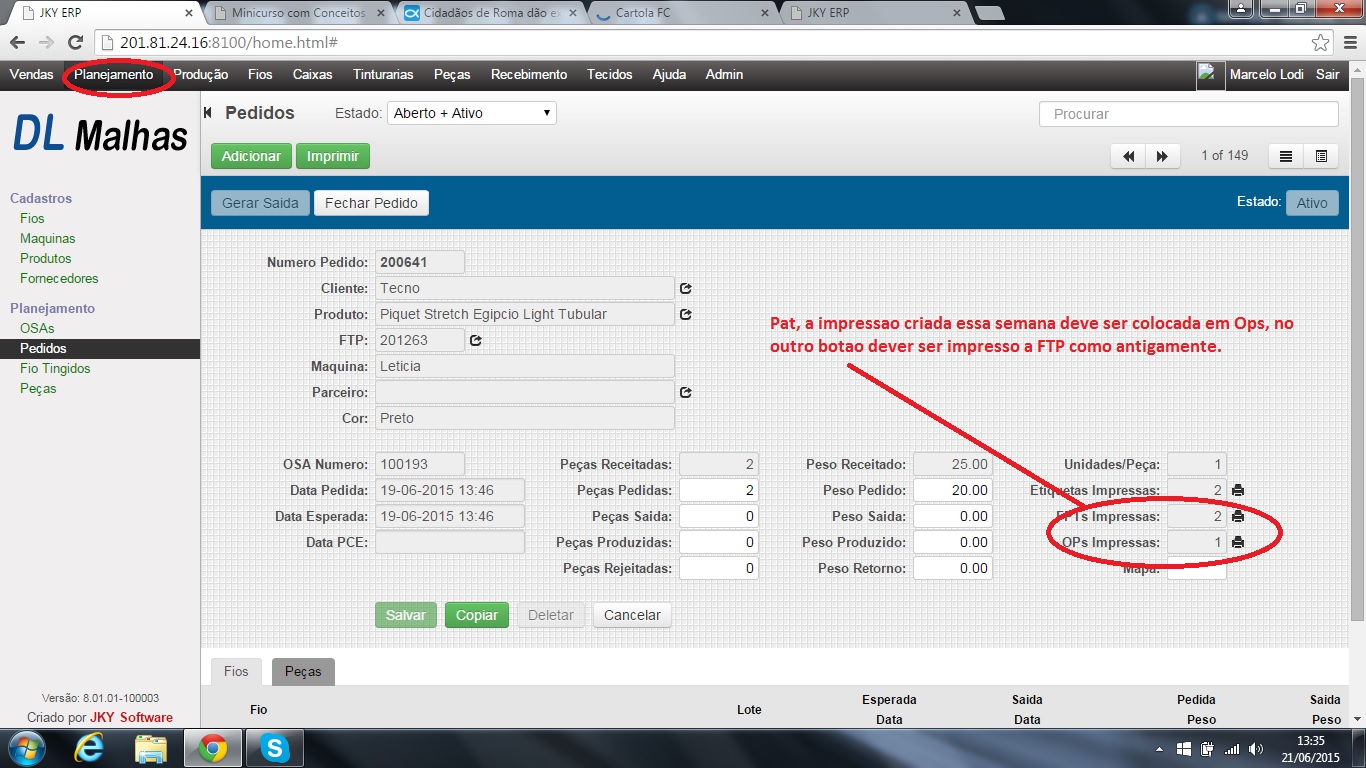 JKY ERP
Minicurso com Conceitos
Cidadãos de Roma dão ex
Cartola FC
JKY ERP
201.81.24.16:8100/home.html#
Vendas Planejamento Produção Fios Caixas Tinturarias Peças Recebimento Tecidos Ajuda Admin Marcelo Lodi Sair
DL Malhas
Pedidos Estado: Aberto + Ativo Procurar
Adicionar Imprimir 1 of 149
Gerar Saida Fechar Pedido Estado: Ativo
Cadastros
Fios
Maquinas
Produtos
Fornecedores
Planejamento
OSAs
Pedidos
Fio Tingidos
Peças
Numero Pedido: 200641
Cliente: Tecno
Produto: Piquet Stretch Egipcio Light Tubular
FTP: 201263
Maquina: Leticia
Parceiro:
Cor: Preto
Pat, a impressao criada essa semana deve ser colocada em Ops, no
outro botao dever ser impresso a FTP como antigamente.
OSA Numero: 100193 Peças Receitadas: 2 Peso Receitado: 25.00 Unidades/Peça: 1
Data Pedida: 19-06-2015 13:46 Peças Pedidas: 2 Peso Pedido: 20.00 Etiquetas Impressas: 2
Data Esperada: 19-06-2015 13:46 Peças Saida: 0 Peso Saida: 0.00 Impressas: 2
Data PCE: Peças Produzidas: 0 Peso Produzido: 0.00 OPs Impressas: 1
Peças Rejeitadas: 0 Peso Retorno: 0.00 Mapa:
Salvar Copiar Deletar Cancelar
Fios Peças
Fio Lote Esperada Data Saida Data Pedida Peso Saida Peso
Versão: 8.01.01-100003
Criado por JKY Software
13:35
21/06/2015